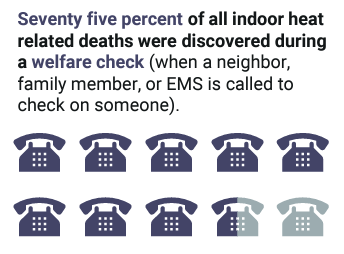 Seventy five percent of all indoor heat
related deaths were discovered during
a welfare check (when a neighbor,
family member, or EMS is called to
check on someone).